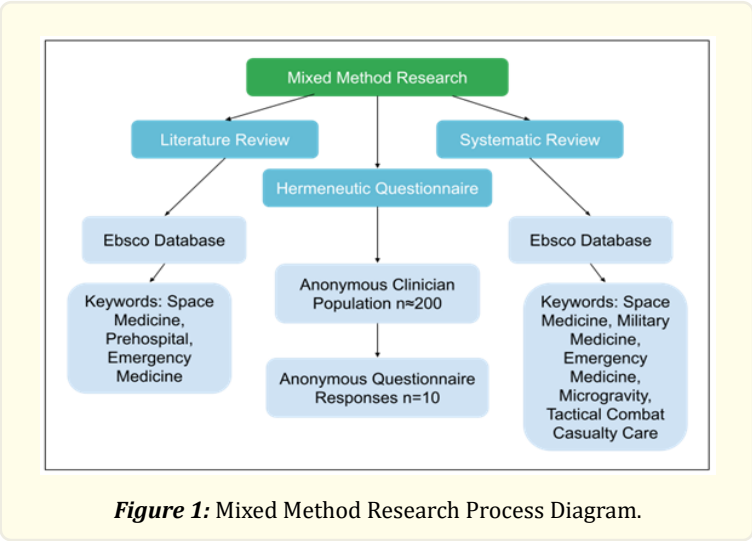 Mixed Method Research
Literature Review
Systematic Review
Hermeneutic Questionnaire
Ebsco Database
Ebsco Database
Anonymous Clinician
Population n≈200
Keywords: Space
Medicine,
Prehospital,
Emergency
Medicine
Keywords: Space
Medicine, Military
Medicine,
Emergency
Medicine,
Microgravity,
Tactical Combat
Casualty Care
Anonymous Questionnaire
Responses n=10
Figure 1: Mixed Method Research Process Diagram.